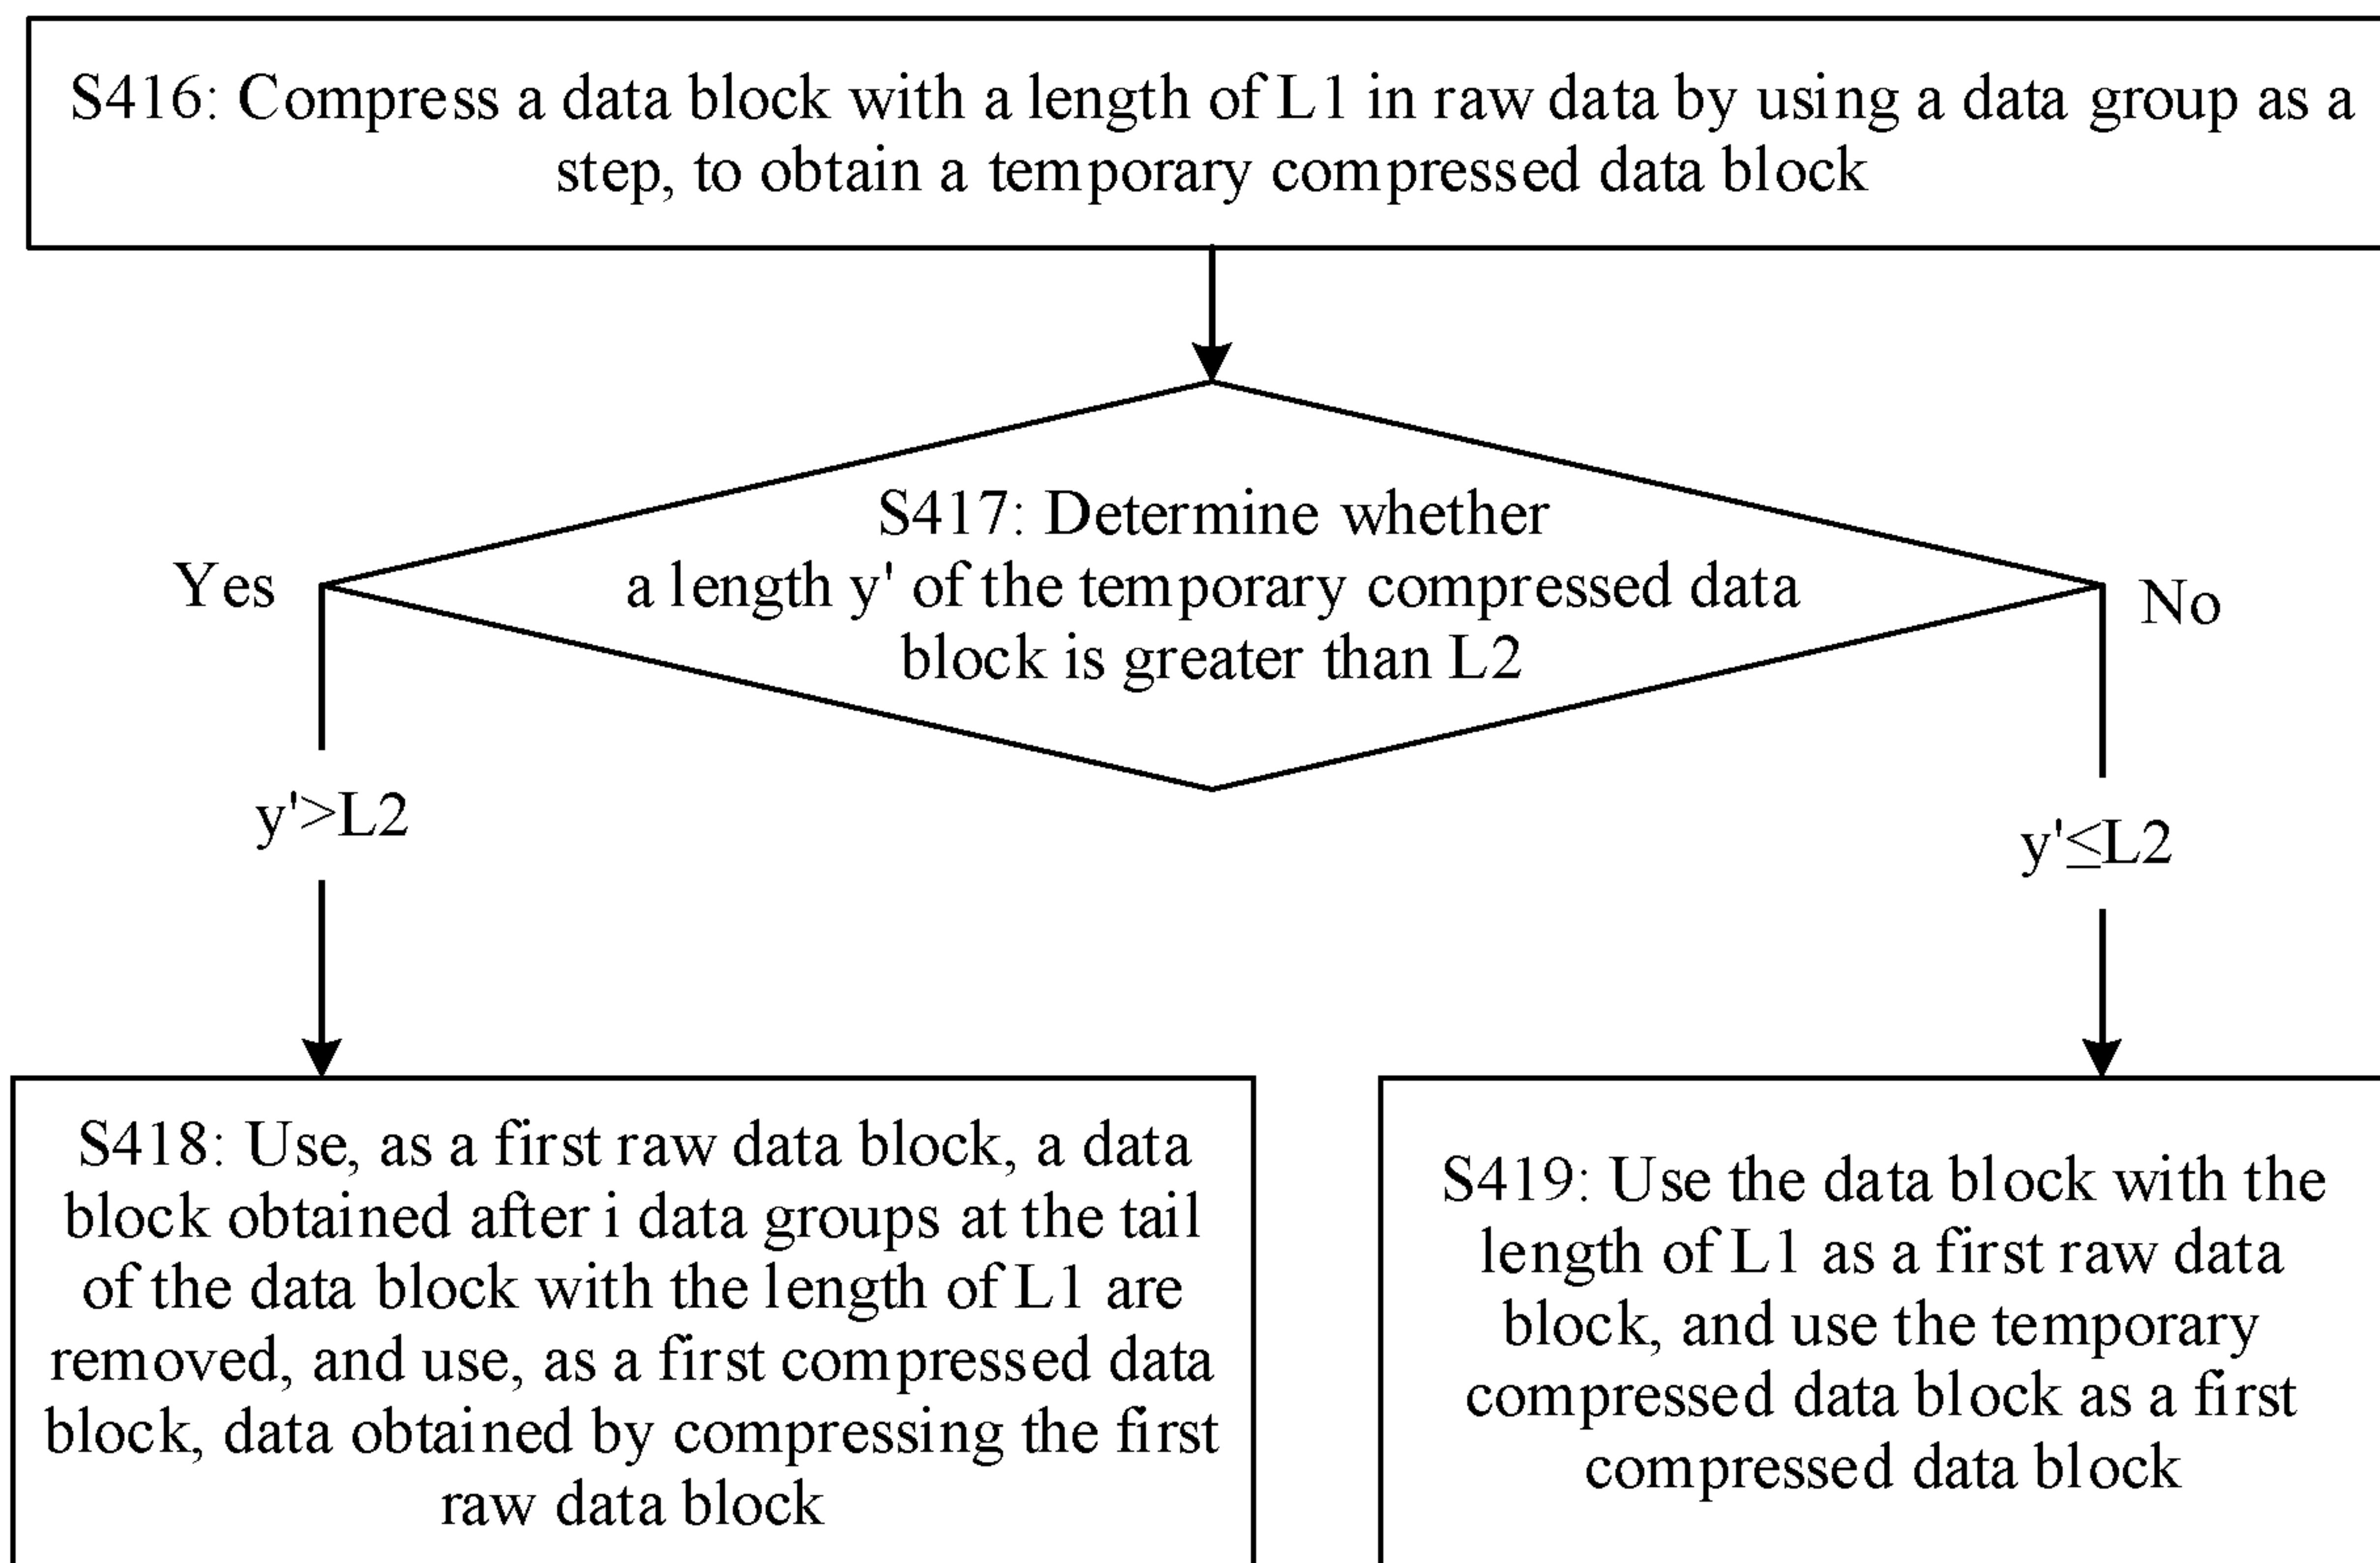 S416: Compress a data block with a length of L1 in raw data by using a data group as a
step, to obtain a temporary compressed data block
S417: Determine whether
a length y' of the temporary compressed data
block is greater than L2
Yes
No
y'>L2
y'≤L2
S418: Use, as a first raw data block, a data
block obtained after i data groups at the tail
of the data block with the length of L1 are
removed, and use, as a first compressed data
block, data obtained by compressing the first
raw data block
S419: Use the data block with the
length of L1 as a first raw data
block, and use the temporary
compressed data block as a first
compressed data block